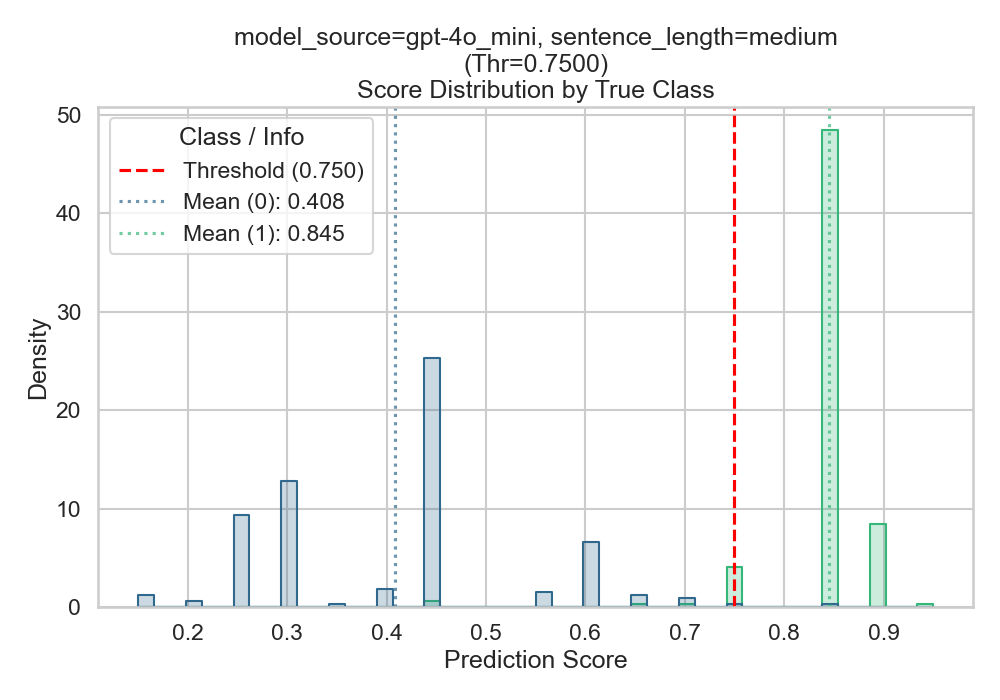 model_source=gpt-4o_mini, sentence_length=medium
(Thr=0.7500)
Score Distribution by True Class
Class / Info
Threshold (0.750)
Mean (0): 0.408
Mean (1): 0.845
Density
50
40
30
20
10
0
0.2 0.3 0.4 0.5 0.6 0.7 0.8 0.9
Prediction Score